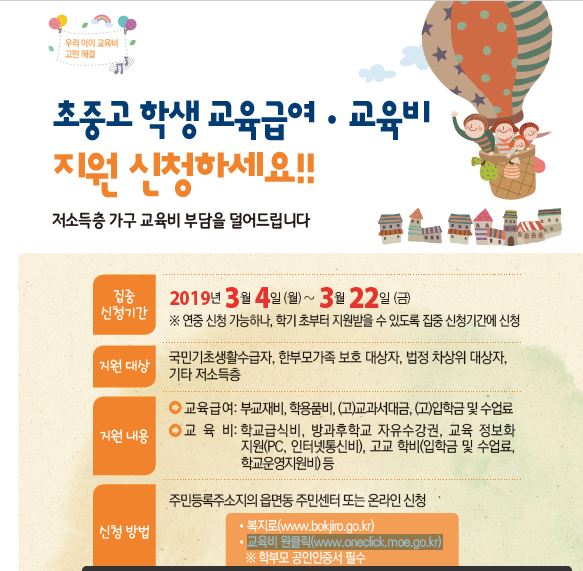 우리 아이 교육비
고민 해결
초중고 학생 교육급여 • 교육비
지원 신청하세요!!
저소득층 가구 교육비 부담을 덜어드립니다
집중
신청기간
2019년 3월 4일 (월) ~ 3월 22일 (금)
※ 연중 신청 가능하나, 학기 초부터 지원받을 수 있도록 집중 신청기간에 신청
지원 대상
국민기초생활수급자, 한부모가족 보호 대상자, 법정 차상위 대상자,
기타 저소득층
지원 내용
교육급여: 부교재비, 학용품비, (고)교과서대금, (고)입학금 및 수업료
교 육 비: 학교급식비, 방과후학교 자유수강권, 교육 정보화
지원(PC, 인터넷통신비), 고교 학비(입학금 및 수업료,
학교운영지원비) 등
신청 방법
주민등록주소지의 읍면동 주민센터 또는 온라인 신청
• 복지로(www.bokjiro.go.kr)
• 교육비 원클릭(www.oneclick.moe.go.kr)
※ 학부모 공인인증서 필수